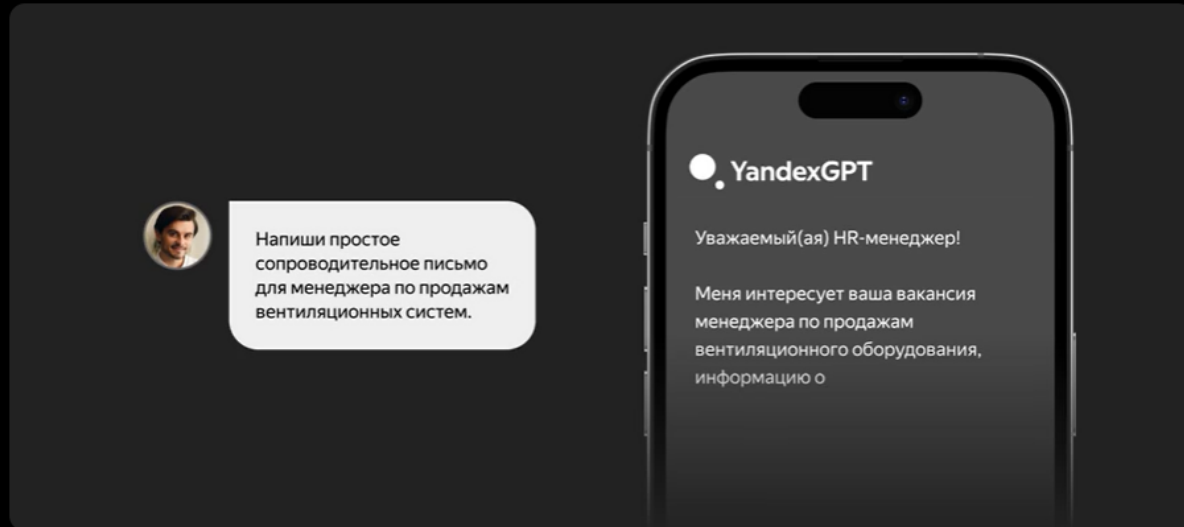 Напиши простое
сопроводительное письмо
для менеджера по продажам
вентиляционных систем.
YandexGPT
Уважаемый(ая) HR-менеджер!
Меня интересует ваша вакансия
менеджера по продажам
вентиляционного оборудования,
информацию о